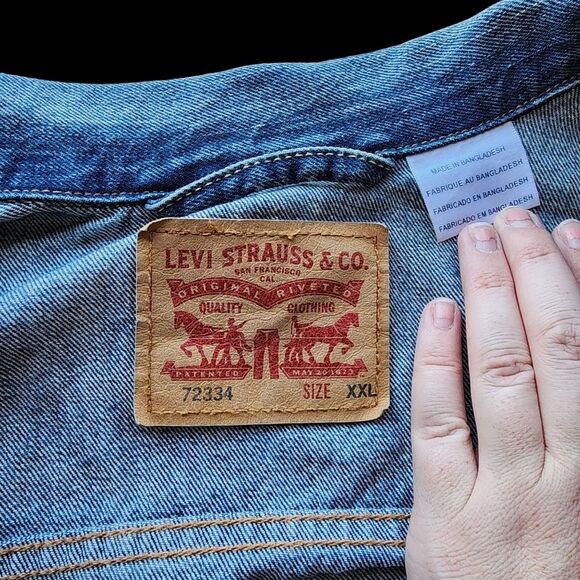 MADE IN BANGLADESH
FABRIQUE AU BANGLADESH
FABRICADO EN BANGLADESH
FABRICADO EM BANGLADESH
LEVI STRAUSS & CO.
SAN FRANCISCO
CAL
ORIGINAL RIVETED
QUALITY CLOTHING
PATENTED MAY 20 1873
72334 SIZE XXL